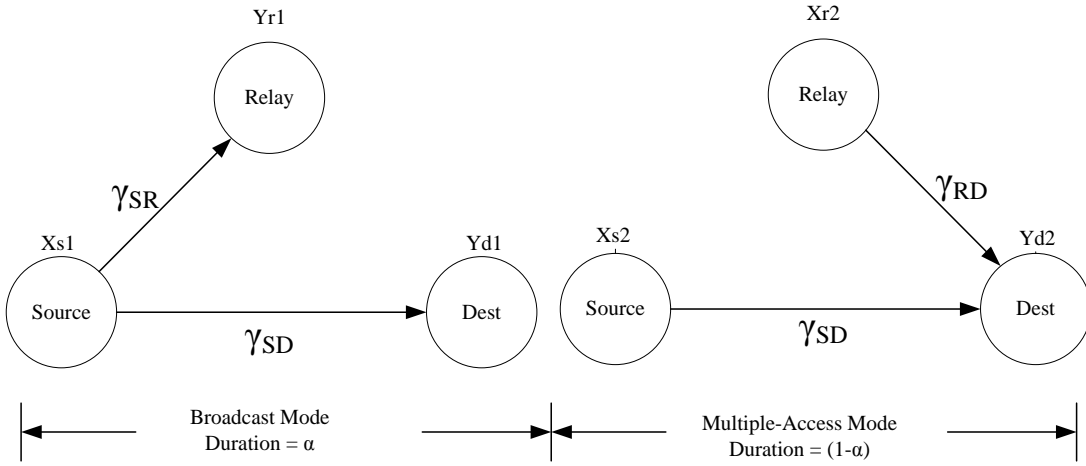 Yr1
Relay
γSR
Xs1
Source
Yd1
Dest
γSD
Xr2
Relay
γRD
Xs2
Source
Yd2
Dest
γSD
Broadcast Mode
Duration = α
Multiple-Access Mode
Duration = (1-α)